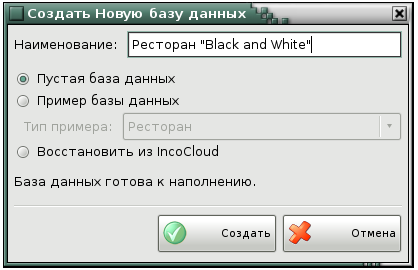 Создать Новую базу данных
Наименование: Ресторан "Black and White"
Пустая база данных
Пример базы данных
Тип примера: Ресторан
Восстановить из IncoCloud
База данных готова к наполнению.
Создать Отмена